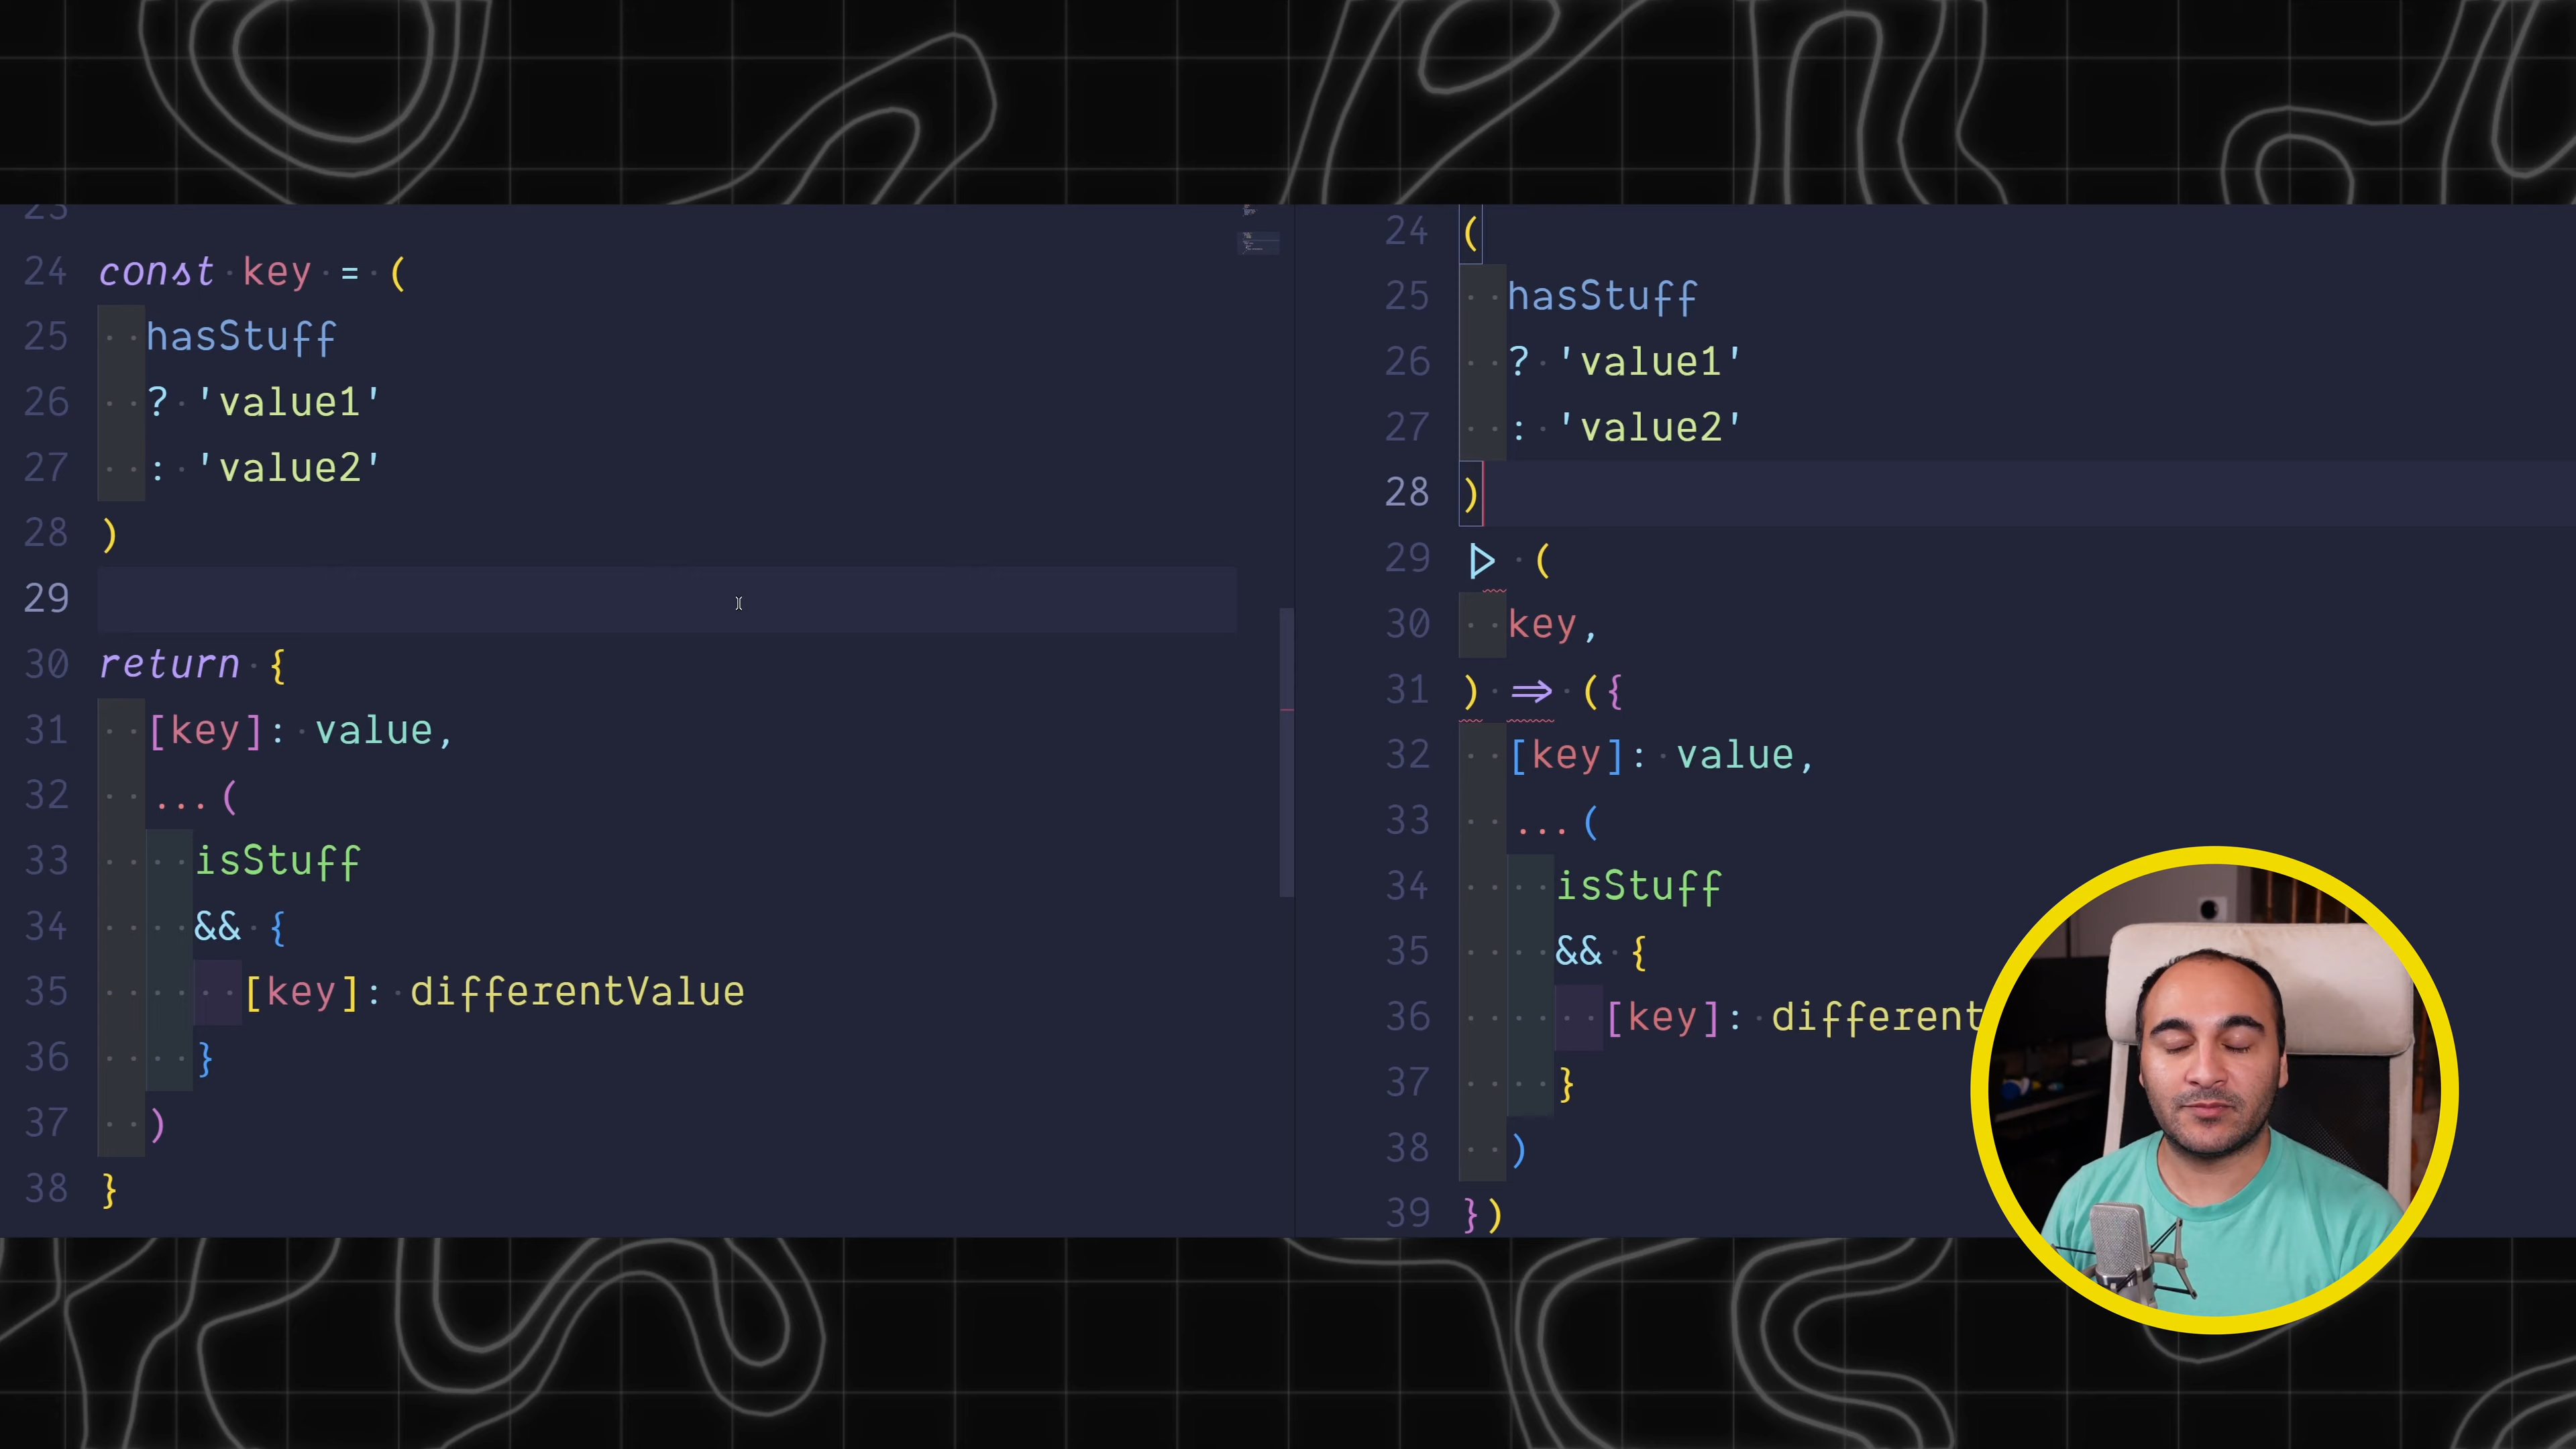 23
24 const key = (
25 hasStuff
26 ? 'value1'
27 : 'value2'
28 )
29
30 return {
31 [key]: value,
32 ...(
33 isStuff
34 && {
35 [key]: differentValue
36 }
37 )
38 }
24 (
25 hasStuff
26 ? 'value1'
27 : 'value2'
28 )
29 |> (
30 key,
31 ) => ({
32 [key]: value,
33 ...(
34 isStuff
35 && {
36 [key]: different
37 }
38 )
39 })